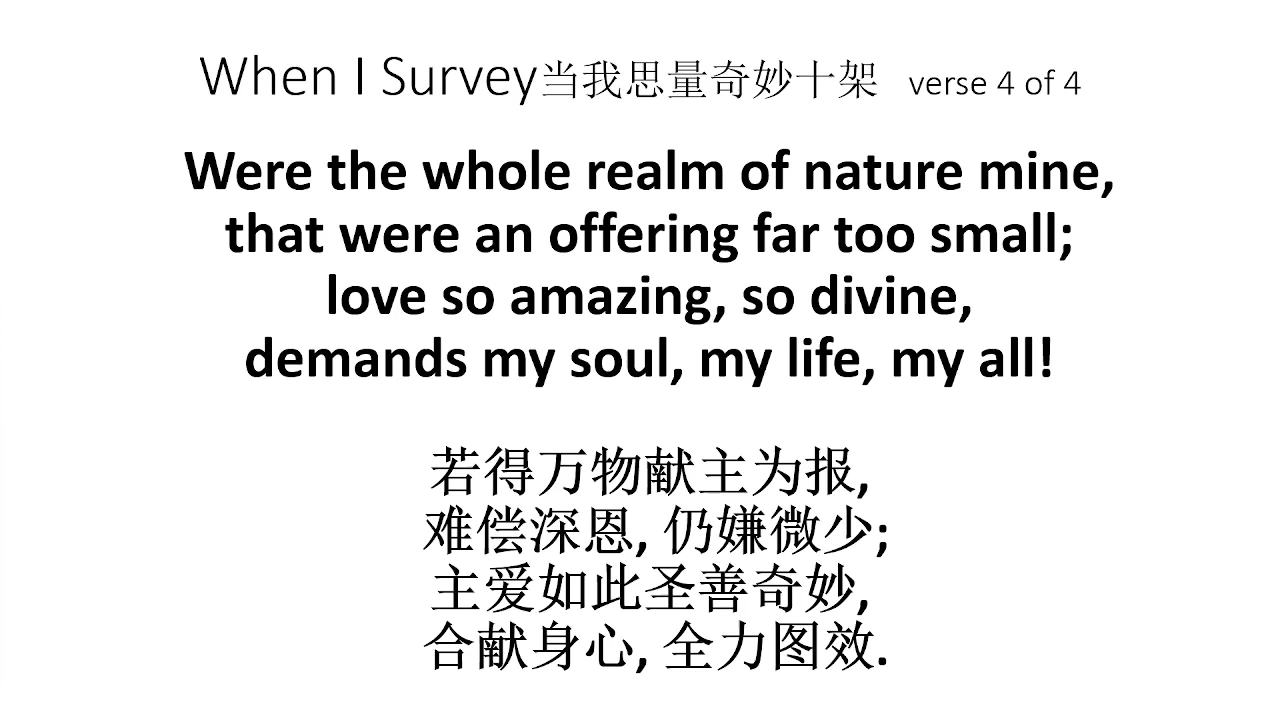 When I Survey当我思量奇妙十架 verse 4 of 4
Were the whole realm of nature mine,
that were an offering far too small;
love so amazing, so divine,
demands my soul, my life, my all!
若得万物献主为报,
难偿深恩, 仍嫌微少;
主爱如此圣善奇妙,
合献身心, 全力图效.